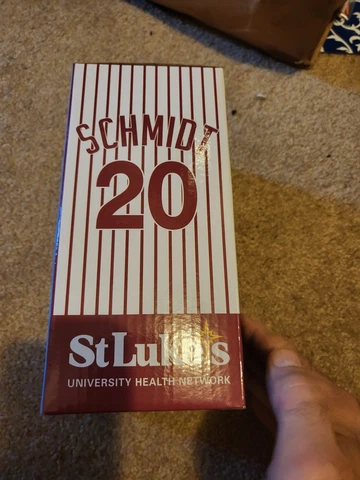 SCHMIDT
20
St Luke's
UNIVERSITY HEALTH NETWORK